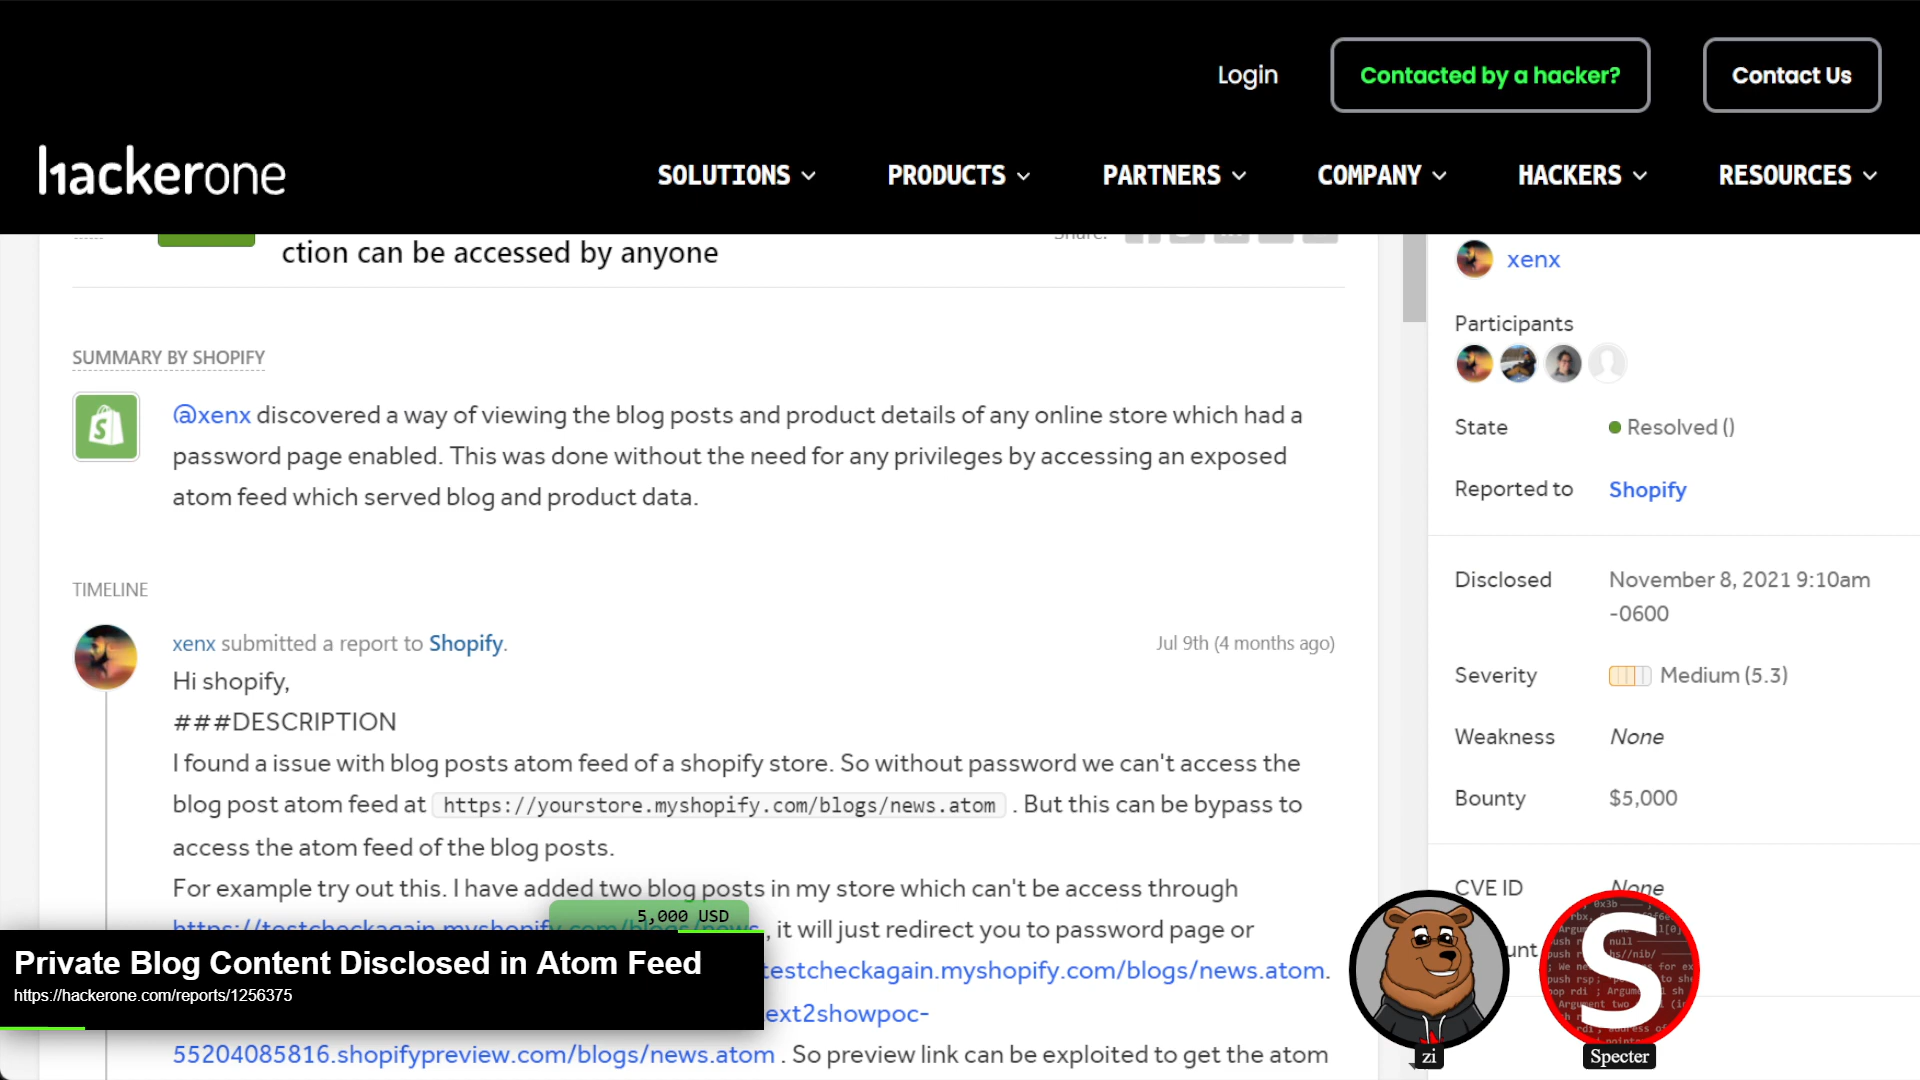 Login
Contacted by a hacker?
Contact Us
hackerone
SOLUTIONS
PRODUCTS
PARTNERS
COMPANY
HACKERS
RESOURCES
ction can be accessed by anyone
Share:
SUMMARY BY SHOPIFY
@xenx discovered a way of viewing the blog posts and product details of any online store which had a
password page enabled. This was done without the need for any privileges by accessing an exposed
atom feed which served blog and product data.
TIMELINE
xenx submitted a report to Shopify.
Jul 9th (4 months ago)
Hi shopify,
###DESCRIPTION
I found a issue with blog posts atom feed of a shopify store. So without password we can't access the
blog post atom feed at https://yourstore.myshopify.com/blogs/news.atom . But this can be bypass to
access the atom feed of the blog posts.
For example try out this. I have added two blog posts in my store which can't be access through
https://testcheckagain.myshopify.com/blogs/news , it will just redirect you to password page or
testcheckagain.myshopify.com/blogs/news.atom.
ext2showpoc-
55204085816.shopifypreview.com/blogs/news.atom . So preview link can be exploited to get the atom
xenx
Participants
State
Resolved ()
Reported to
Shopify
Disclosed
November 8, 2021 9:10am
-0600
Severity
Medium (5.3)
Weakness
None
Bounty
$5,000
CVE ID
None
unt
5,000 USD
Private Blog Content Disclosed in Atom Feed
https://hackerone.com/reports/1256375
zi
S
Specter